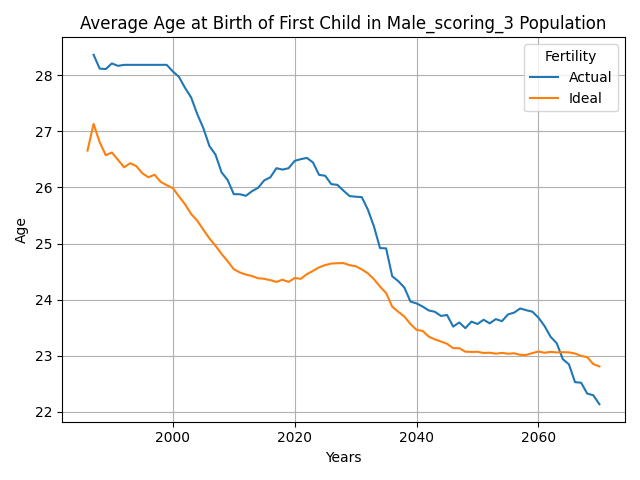 Average Age at Birth of First Child in Male_scoring_3 Population
Fertility
Actual
Ideal
Age
28
27
26
25
24
23
22
2000
2020
2040
2060
Years